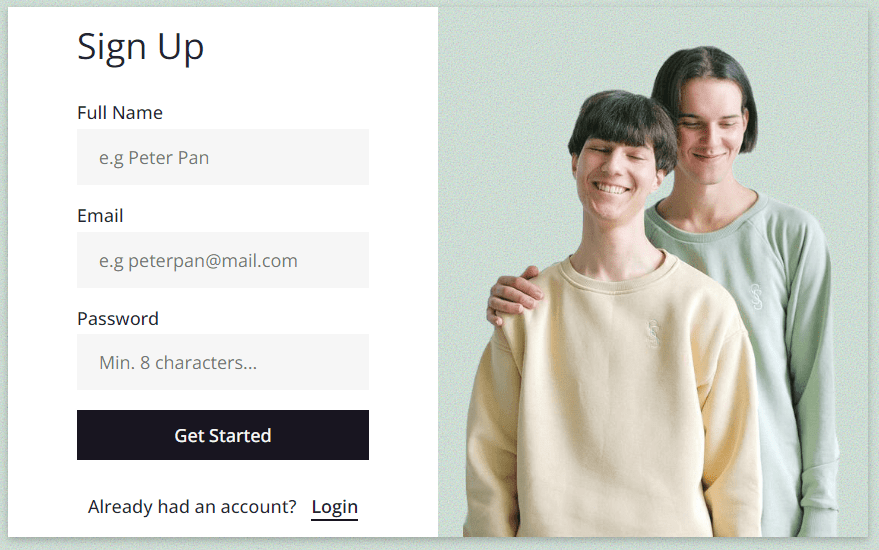 Sign Up
Full Name
e.g Peter Pan
Email
e.g peterpan@mail.com
Password
Min. 8 characters...
Get Started
Already had an account? Login